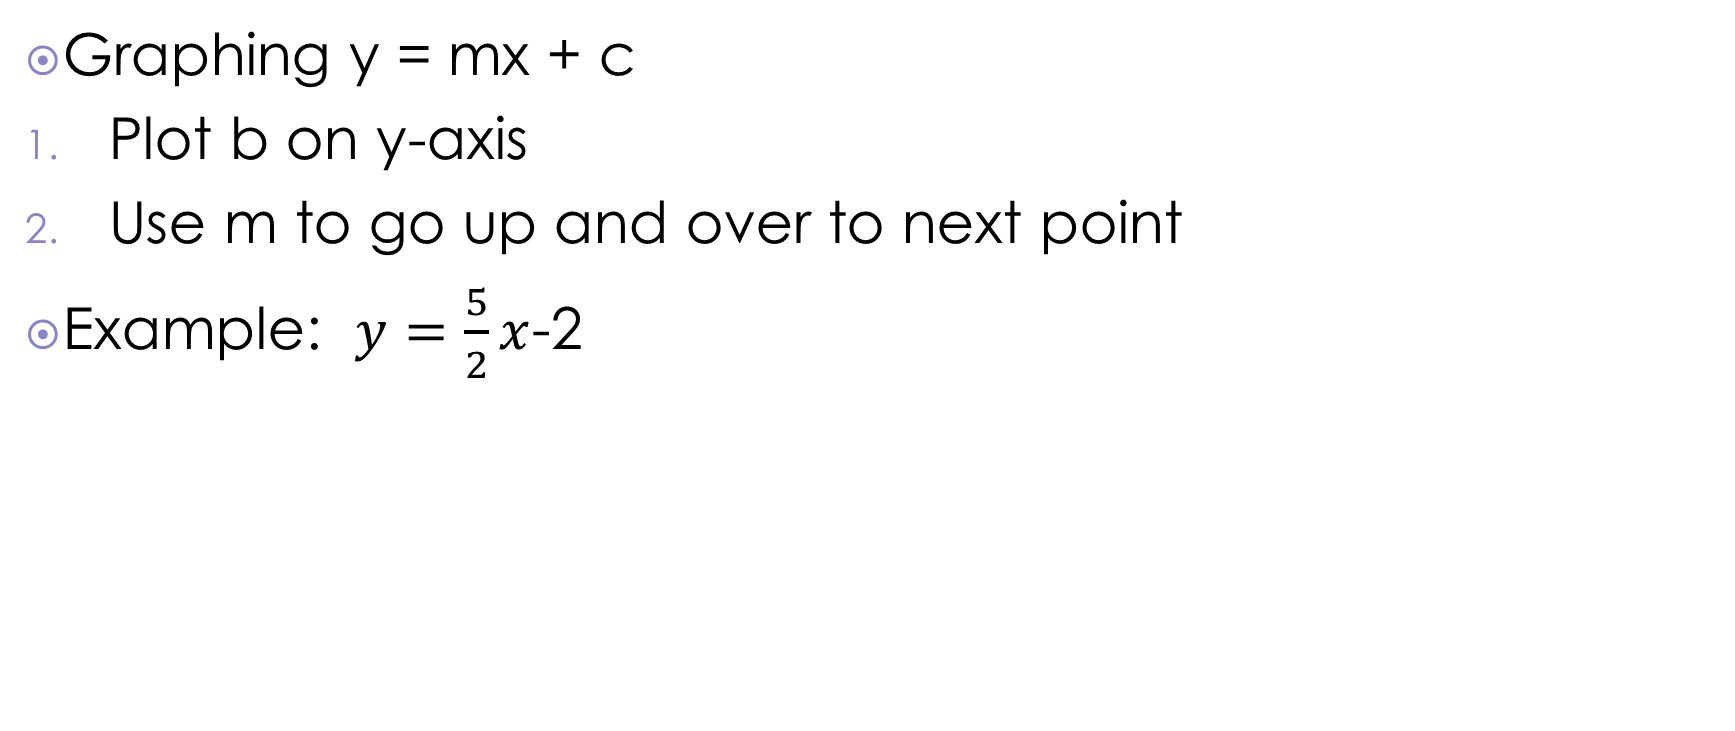 ⦿Graphing y = mx + c
1. Plot b on y-axis
2. Use m to go up and over to next point
⦿Example: y = 5/2 x-2